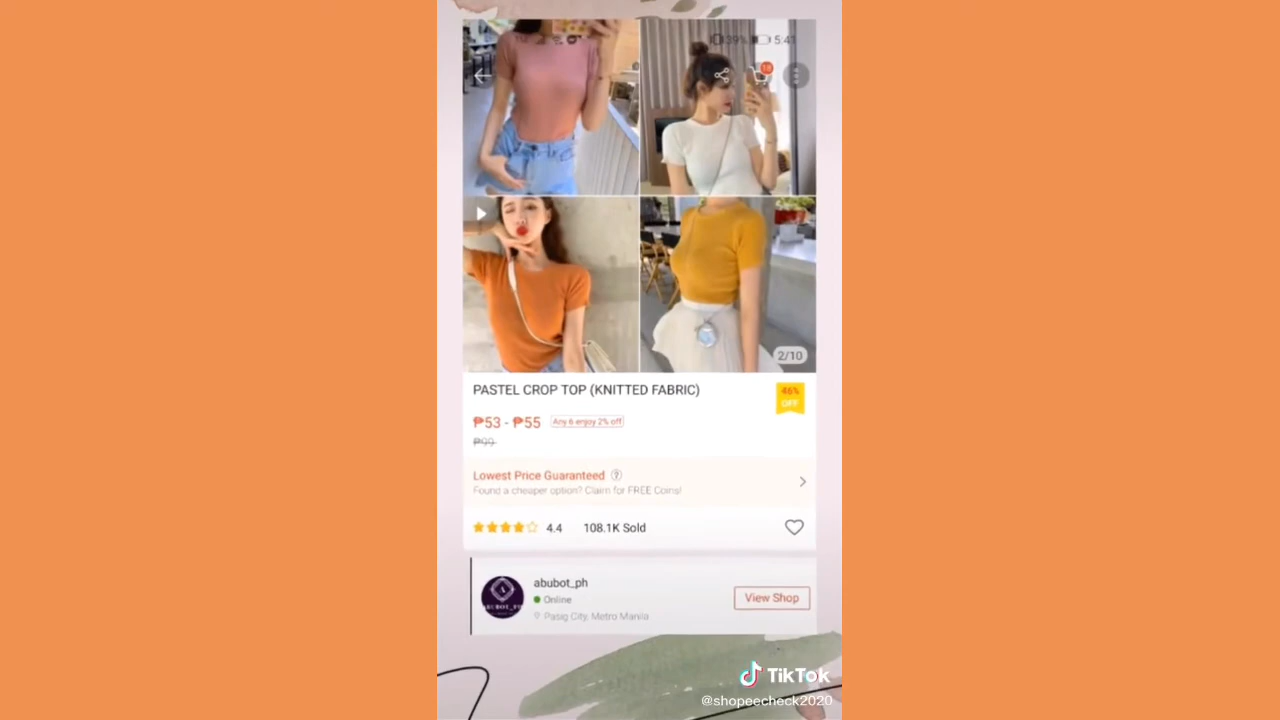 39% 5:41
18
2/10
PASTEL CROP TOP (KNITTED FABRIC)
46%
OFF
₱53 - ₱55 Any 6 enjoy 2% off
₱99
Lowest Price Guaranteed ?
Found a cheaper option? Claim for FREE Coins!
4.4 108.1K Sold
abubot_ph
Online
Pasig City, Metro Manila
View Shop
A
ABUBOT_PH
TikTok
@shopeecheck2020